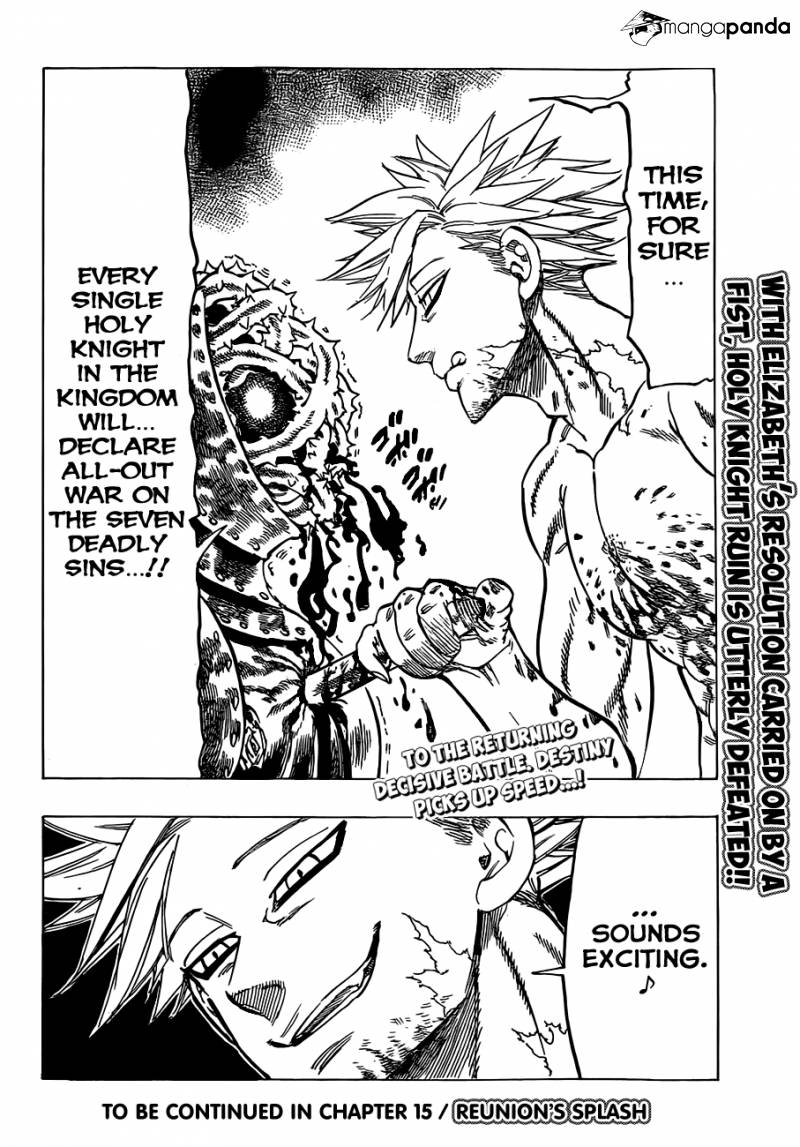 mangapanda
THIS
TIME,
FOR
SURE
...
EVERY
SINGLE
HOLY
KNIGHT
IN THE
KINGDOM
WILL...
DECLARE
ALL-OUT
WAR ON
THE SEVEN
DEADLY
SINS...!!
WITH ELIZABETH'S RESOLUTION CARRIED ON BY A
FIST, HOLY KNIGHT RUIN IS UTTERLY DEFEATED!!
TO THE RETURNING
DECISIVE BATTLE, DESTINY
PICKS UP SPEED...!
...
SOUNDS
EXCITING.
♪
TO BE CONTINUED IN CHAPTER 15 / REUNION'S SPLASH